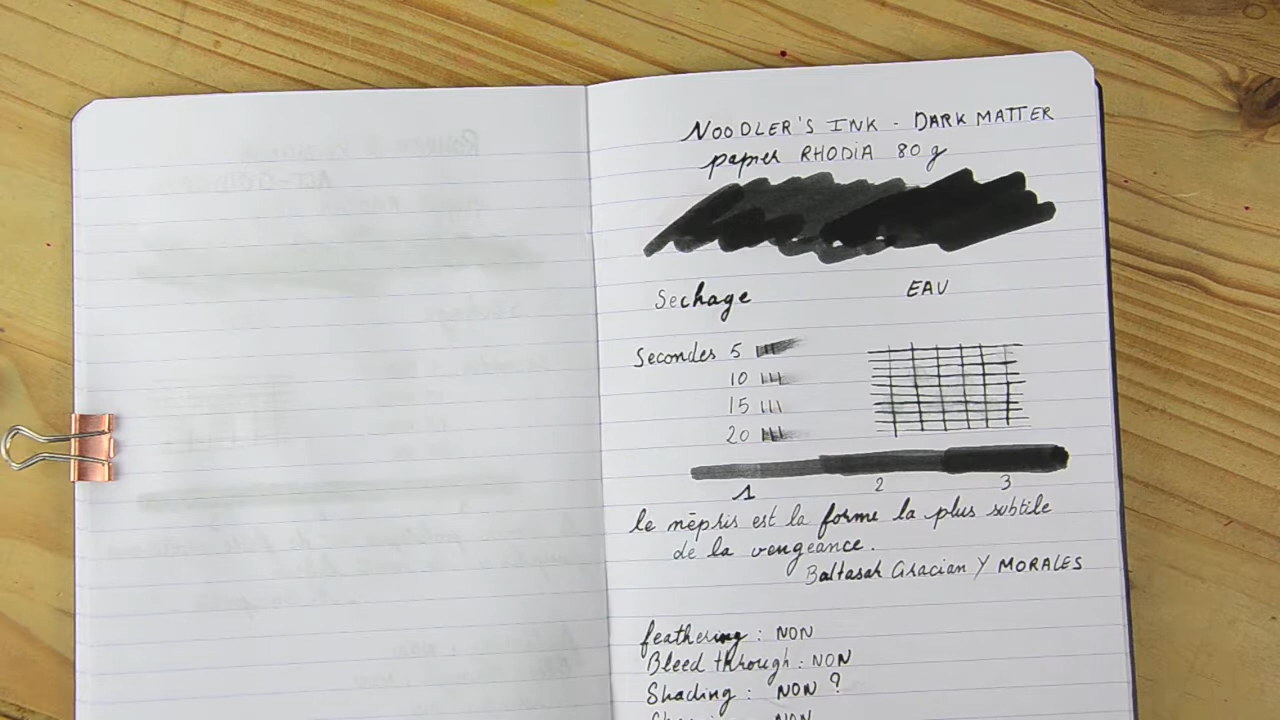 NOODLER'S INK - DARK MATTER
papier RHODIA 80 g
Sechage EAU
Secondes 5
10
15
20
1 2 3
le mépris est la forme la plus subtile
de la vengeance.
Baltasar Gracian Y MORALES
feathering : NON
Bleed through : NON
Shading : NON ?
NON